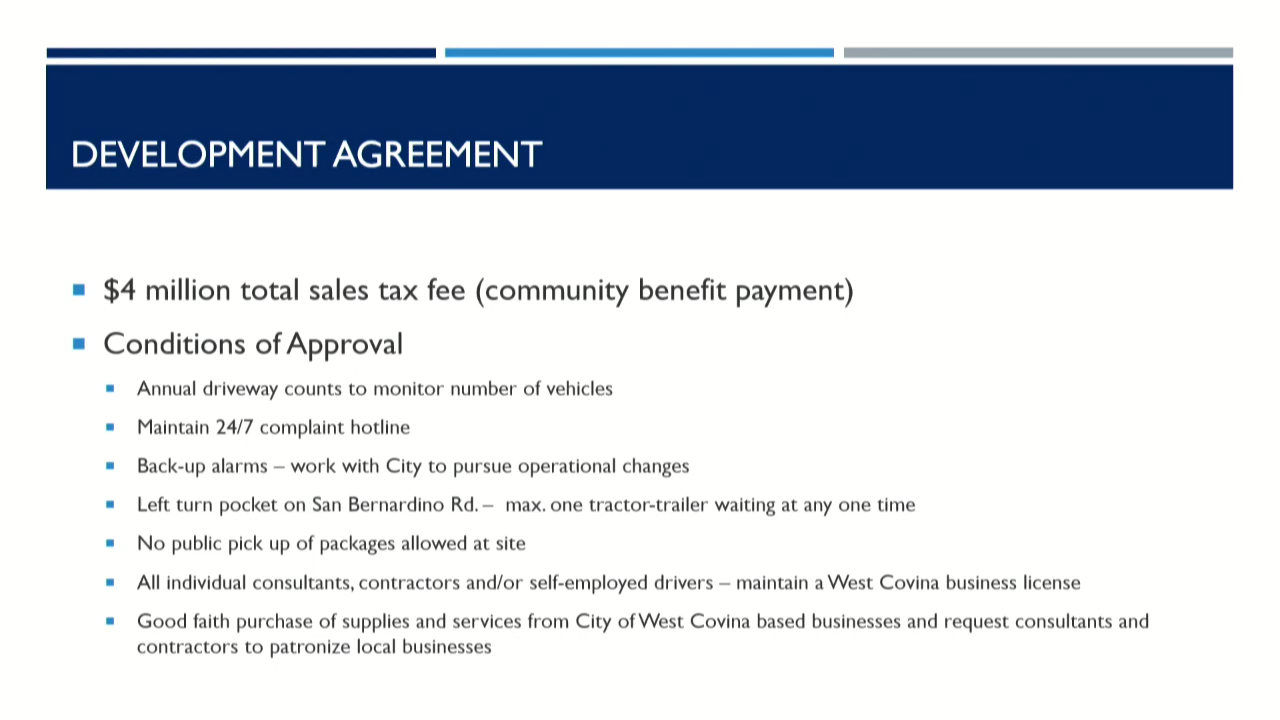 DEVELOPMENT AGREEMENT
$4 million total sales tax fee (community benefit payment)
Conditions of Approval
Annual driveway counts to monitor number of vehicles
Maintain 24/7 complaint hotline
Back-up alarms – work with City to pursue operational changes
Left turn pocket on San Bernardino Rd. – max. one tractor-trailer waiting at any one time
No public pick up of packages allowed at site
All individual consultants, contractors and/or self-employed drivers – maintain a West Covina business license
Good faith purchase of supplies and services from City of West Covina based businesses and request consultants and
contractors to patronize local businesses